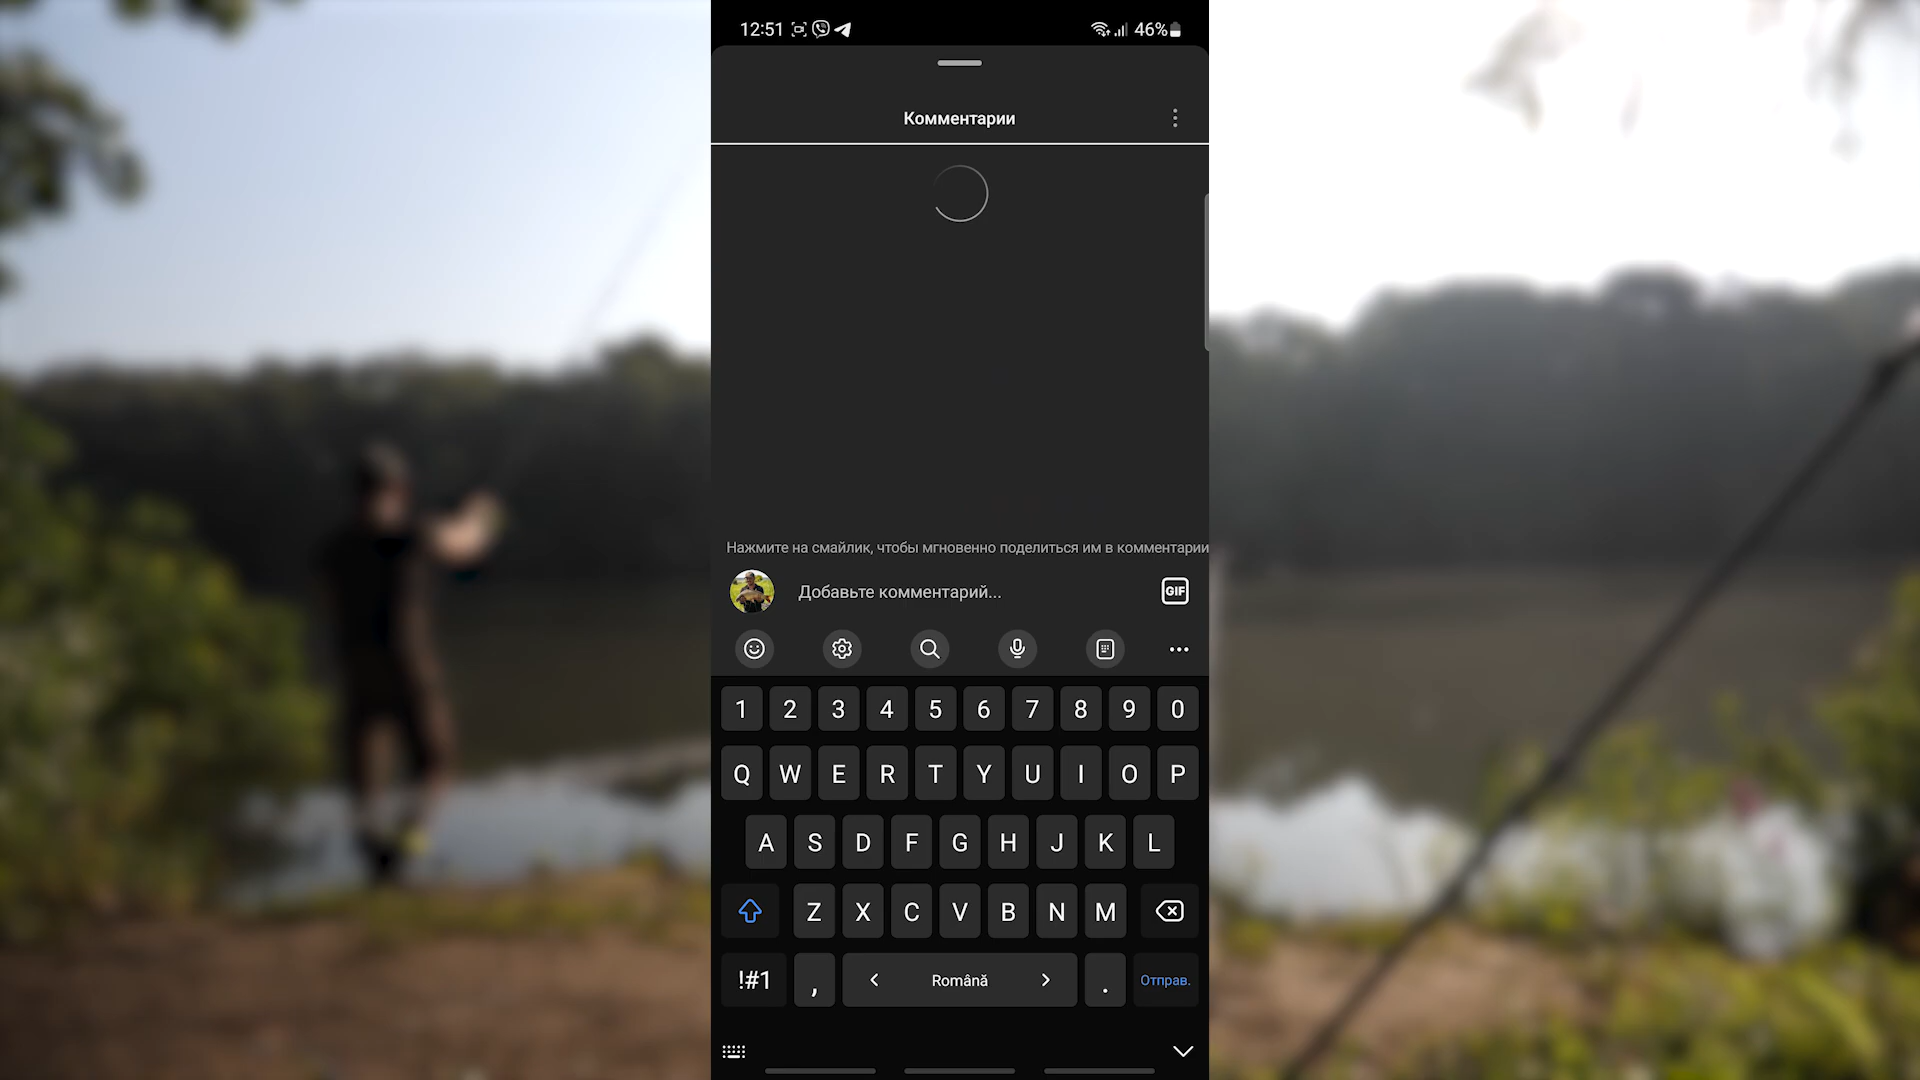 12:51 46%
Комментарии
Нажмите на смайлик, чтобы мгновенно поделиться им в комментарии
Добавьте комментарий... GIF
1 2 3 4 5 6 7 8 9 0
Q W E R T Y U I O P
A S D F G H J K L
Z X C V B N M
!#1 , < Română > . Отправ.